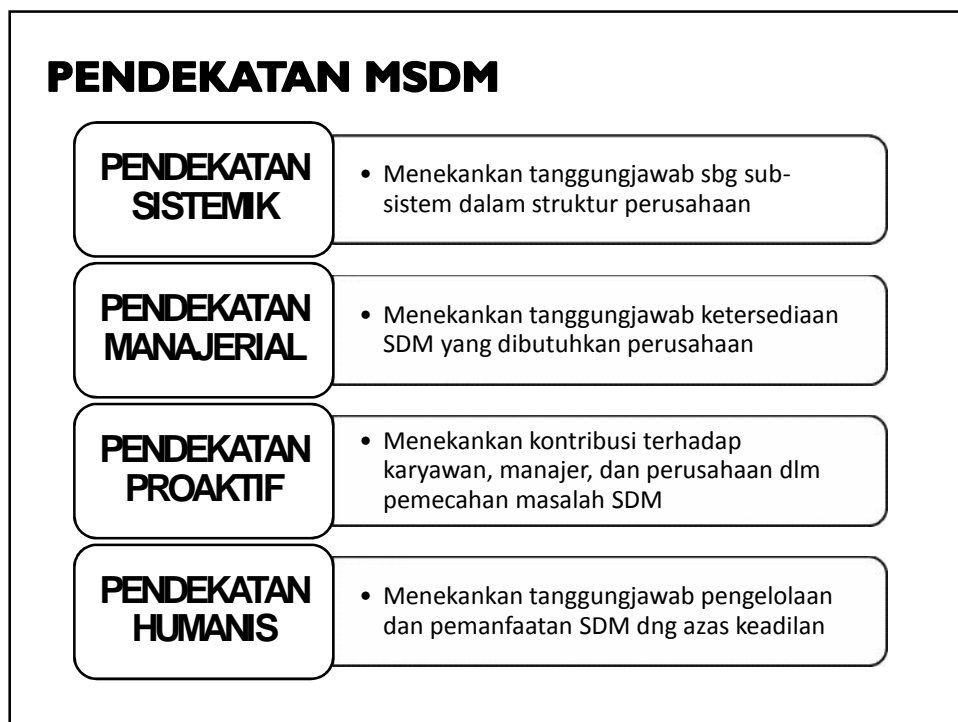 PENDEKATAN MSDM
PENDEKATAN
SISTEMIK
• Menekankan tanggungjawab sbg sub-
sistem dalam struktur perusahaan
PENDEKATAN
MANAJERIAL
• Menekankan tanggungjawab ketersediaan
SDM yang dibutuhkan perusahaan
PENDEKATAN
PROAKTIF
• Menekankan kontribusi terhadap
karyawan, manajer, dan perusahaan dlm
pemecahan masalah SDM
PENDEKATAN
HUMANIS
• Menekankan tanggungjawab pengelolaan
dan pemanfaatan SDM dng azas keadilan